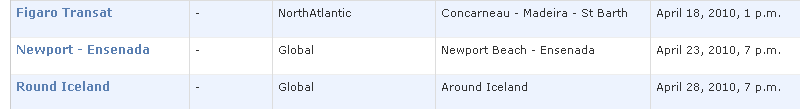 Figaro Transat - NorthAtlantic Concarneau - Madeira - St Barth April 18, 2010, 1 p.m.
Newport - Ensenada - Global Newport Beach - Ensenada April 23, 2010, 7 p.m.
Round Iceland - Global Around Iceland April 28, 2010, 7 p.m.